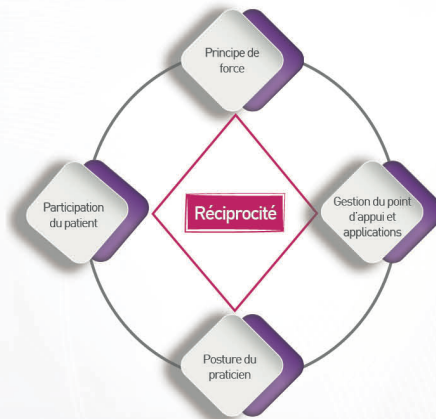 Principe de
force
Participation
du patient
Réciprocité
Gestion du point
d'appui et
applications
Posture du
praticien